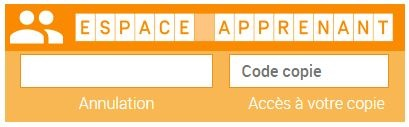 ESPACE APPRENANT
Code copie
Annulation Accès à votre copie